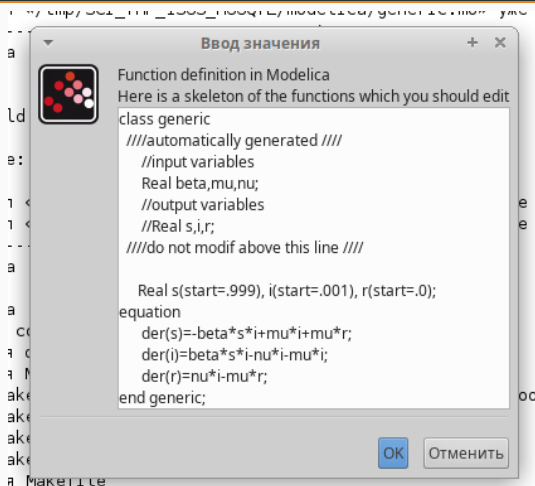 Ввод значения
Function definition in Modelica
Here is a skeleton of the functions which you should edit
class generic
////automatically generated ////
//input variables
Real beta,mu,nu;
//output variables
//Real s,i,r;
////do not modif above this line ////
Real s(start=.999), i(start=.001), r(start=.0);
equation
der(s)=-beta*s*i+mu*i+mu*r;
der(i)=beta*s*i-nu*i-mu*i;
der(r)=nu*i-mu*r;
end generic;
OK
Отменить
Makefile